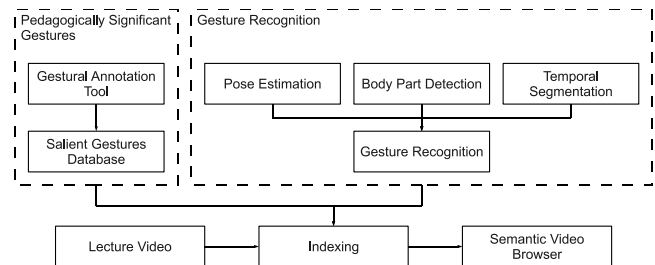 Pedagogically Significant
Gestures
Gesture Recognition
Gestural Annotation
Tool
Pose Estimation
Body Part Detection
Temporal
Segmentation
Salient Gestures
Database
Gesture Recognition
Lecture Video
Indexing
Semantic Video
Browser